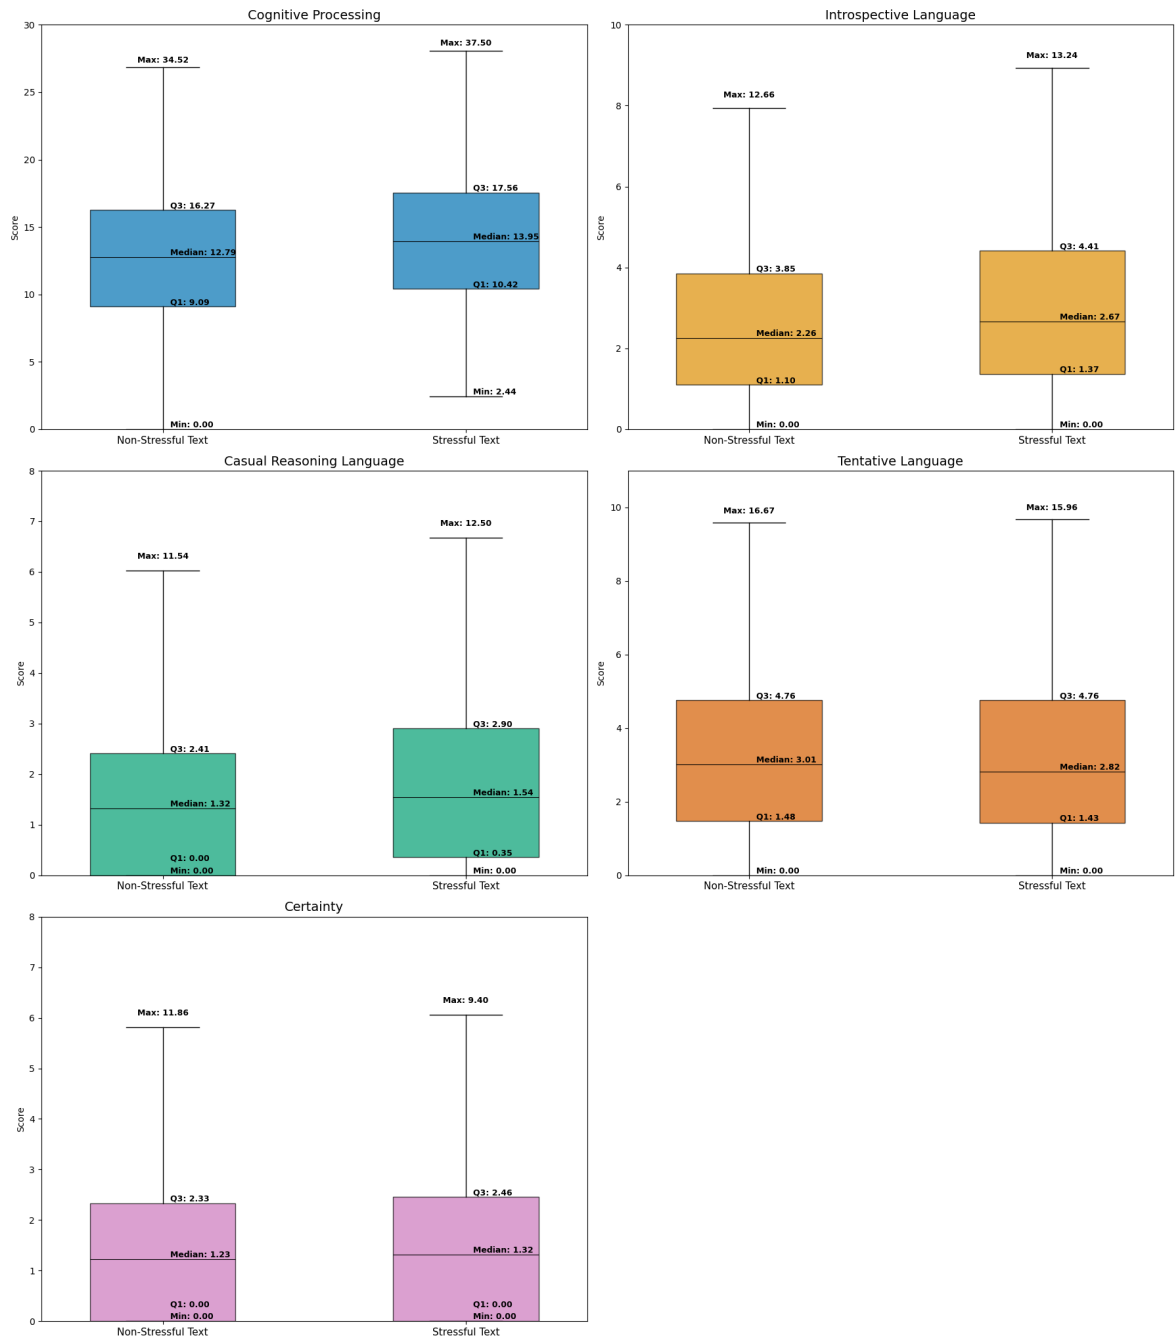 Cognitive Processing
30
25
20
15
10
5
0
Score
Max: 34.52
Q3: 16.27
Median: 12.79
Q1: 9.09
Min: 0.00
Max: 37.50
Q3: 17.56
Median: 13.95
Q1: 10.42
Min: 2.44
Non-Stressful Text
Stressful Text
Introspective Language
10
8
6
4
2
0
Score
Max: 12.66
Q3: 3.85
Median: 2.26
Q1: 1.10
Min: 0.00
Max: 13.24
Q3: 4.41
Median: 2.67
Q1: 1.37
Min: 0.00
Non-Stressful Text
Stressful Text
Casual Reasoning Language
8
7
6
5
4
3
2
1
0
Score
Max: 11.54
Q3: 2.41
Median: 1.32
Q1: 0.00
Min: 0.00
Max: 12.50
Q3: 2.90
Median: 1.54
Q1: 0.35
Min: 0.00
Non-Stressful Text
Stressful Text
Tentative Language
10
8
6
4
2
0
Score
Max: 16.67
Q3: 4.76
Median: 3.01
Q1: 1.48
Min: 0.00
Max: 15.96
Q3: 4.76
Median: 2.82
Q1: 1.43
Min: 0.00
Non-Stressful Text
Stressful Text
Certainty
8
7
6
5
4
3
2
1
0
Score
Max: 11.86
Q3: 2.33
Median: 1.23
Q1: 0.00
Min: 0.00
Max: 9.40
Q3: 2.46
Median: 1.32
Q1: 0.00
Min: 0.00
Non-Stressful Text
Stressful Text